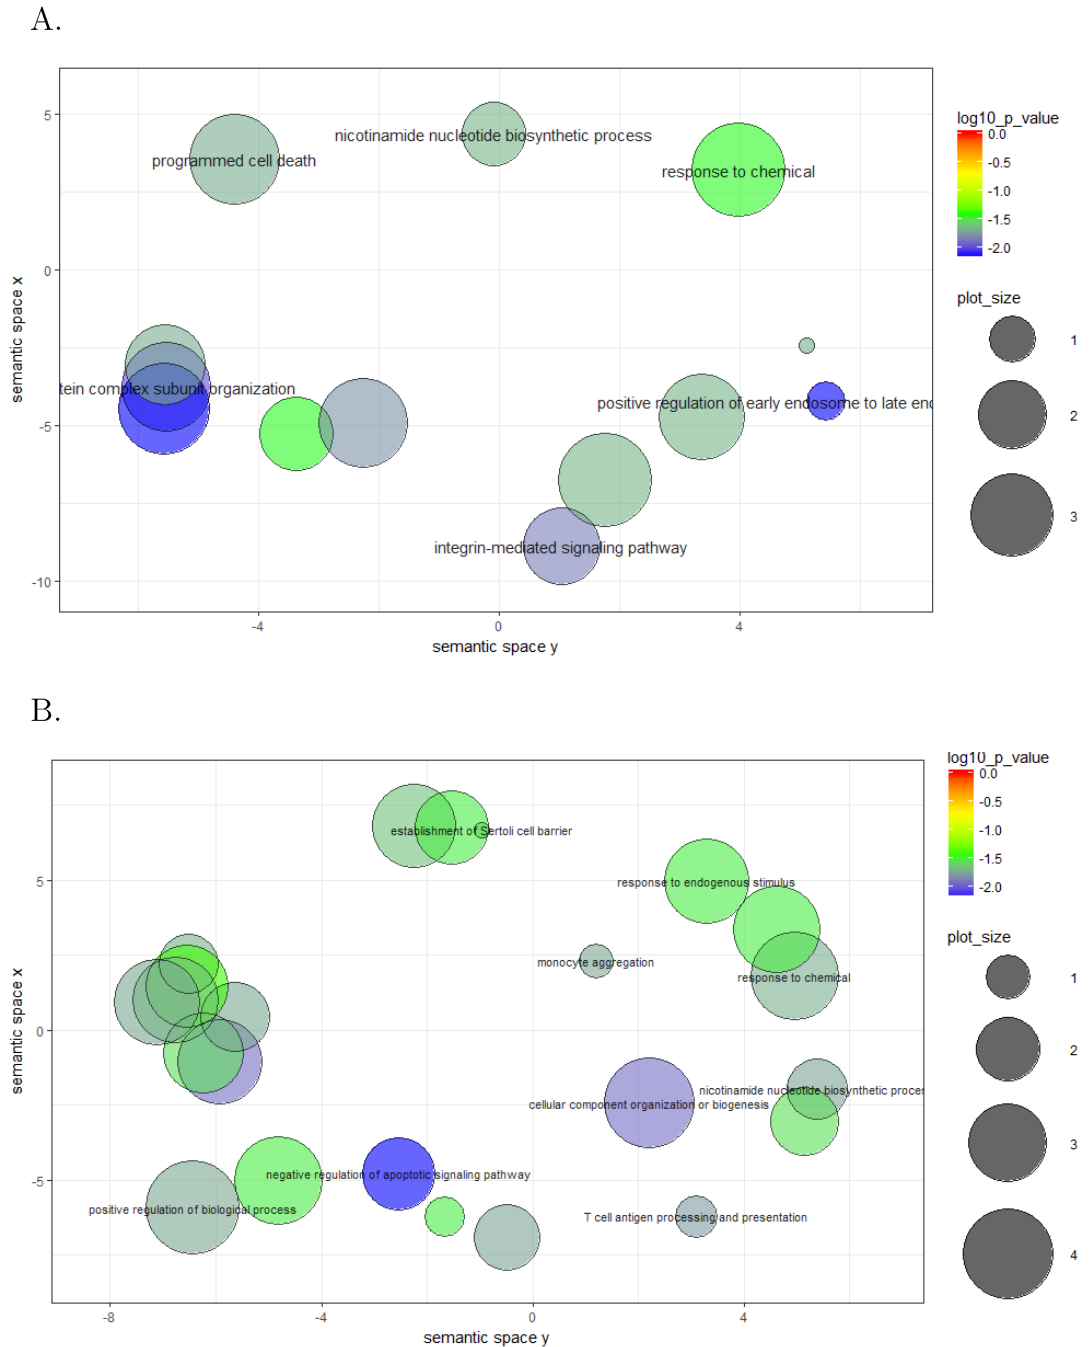 A.
log10_p_value
0.0
-0.5
-1.0
-1.5
-2.0
plot_size
1
2
3
5
0
-5
-10
semantic space x
programmed cell death
nicotinamide nucleotide biosynthetic process
response to chemical
tein complex subunit organization
positive regulation of early endosome to late end
integrin-mediated signaling pathway
-4
0
4
semantic space y
B.
log10_p_value
0.0
-0.5
-1.0
-1.5
-2.0
plot_size
1
2
3
4
5
0
-5
semantic space x
establishment of Sertoli cell barrier
response to endogenous stimulus
monocyte aggregation
response to chemical
nicotinamide nucleotide biosynthetic proces
cellular component organization or biogenesis
negative regulation of apoptotic signaling pathway
positive regulation of biological process
T cell antigen processing and presentation
-8
-4
0
4
semantic space y